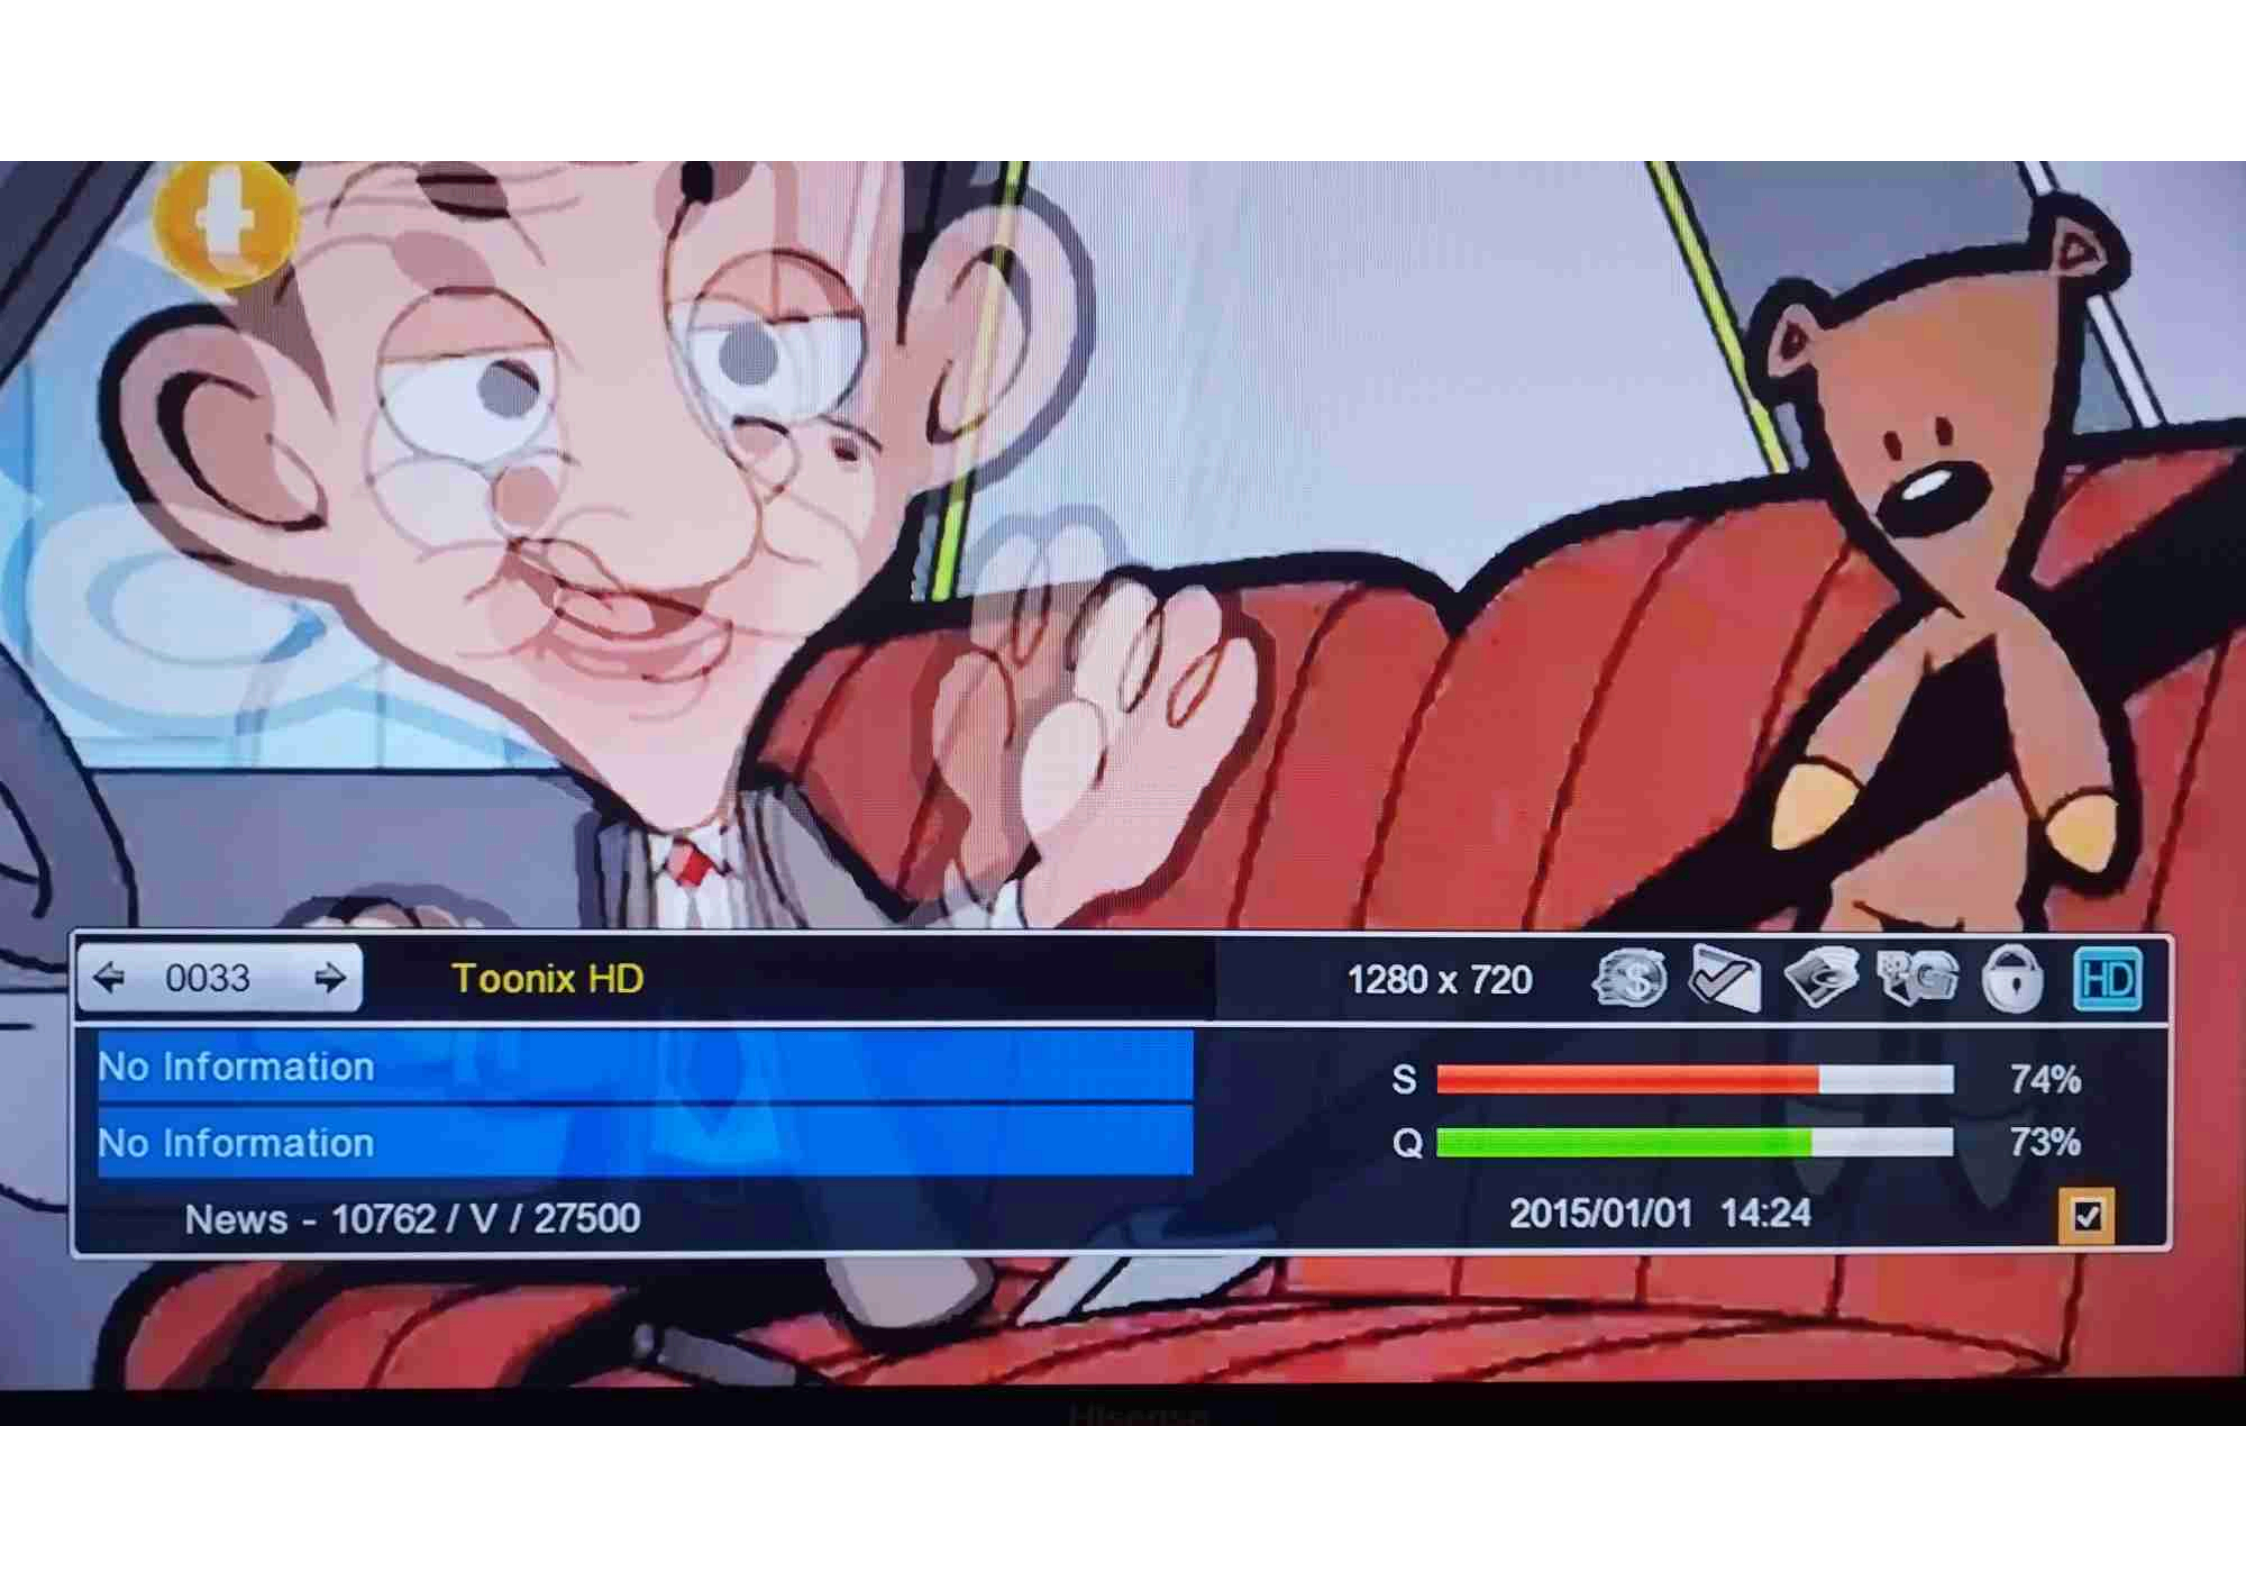 0033
Toonix HD
1280 x 720
HD
No Information
S 74%
No Information
Q 73%
News - 10762 / V / 27500
2015/01/01 14:24
Hisense